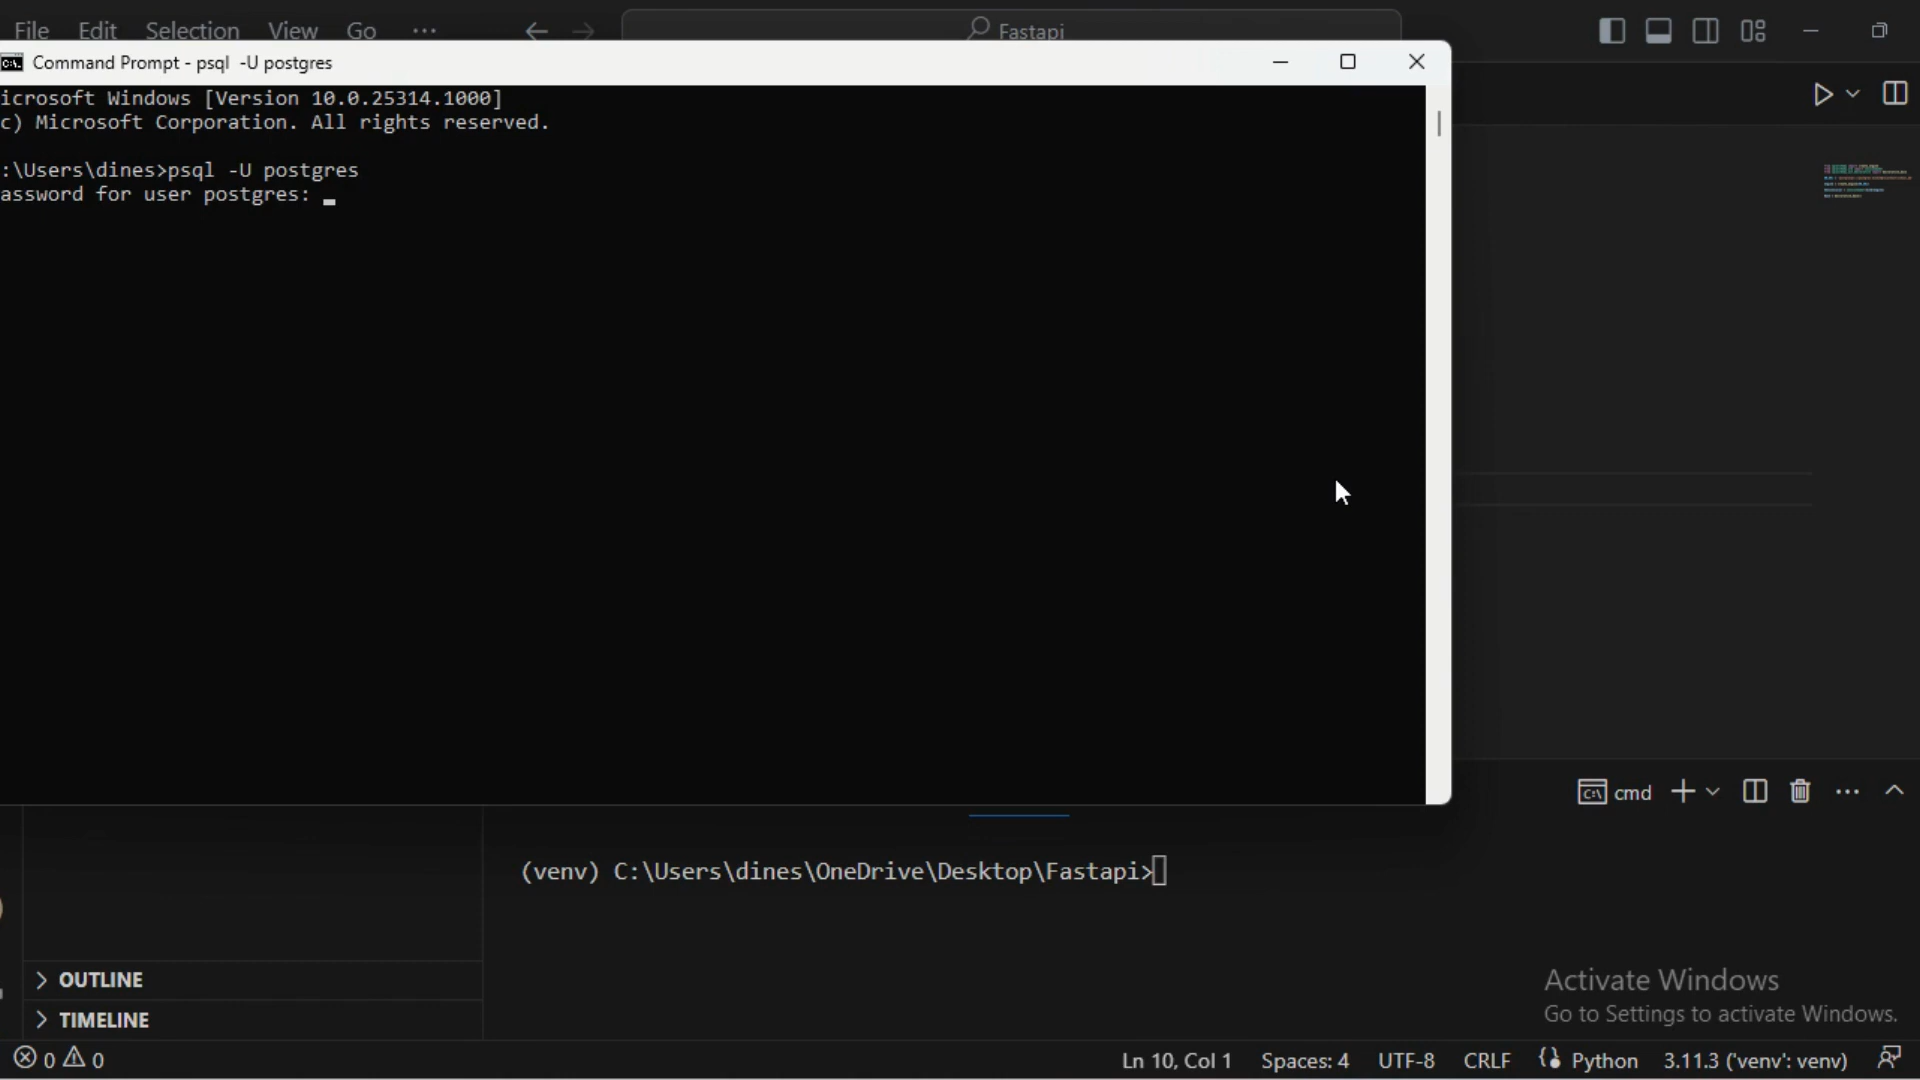 File Edit Selection View Go ... Fastapi
Command Prompt - psql -U postgres
icrosoft Windows [Version 10.0.25314.1000]
c) Microsoft Corporation. All rights reserved.
:\Users\dines>psql -U postgres
assword for user postgres:
cmd
(venv) C:\Users\dines\OneDrive\Desktop\Fastapi>
OUTLINE
TIMELINE
Activate Windows
Go to Settings to activate Windows.
0 0 Ln 10, Col 1 Spaces: 4 UTF-8 CRLF Python 3.11.3 ('venv': venv)